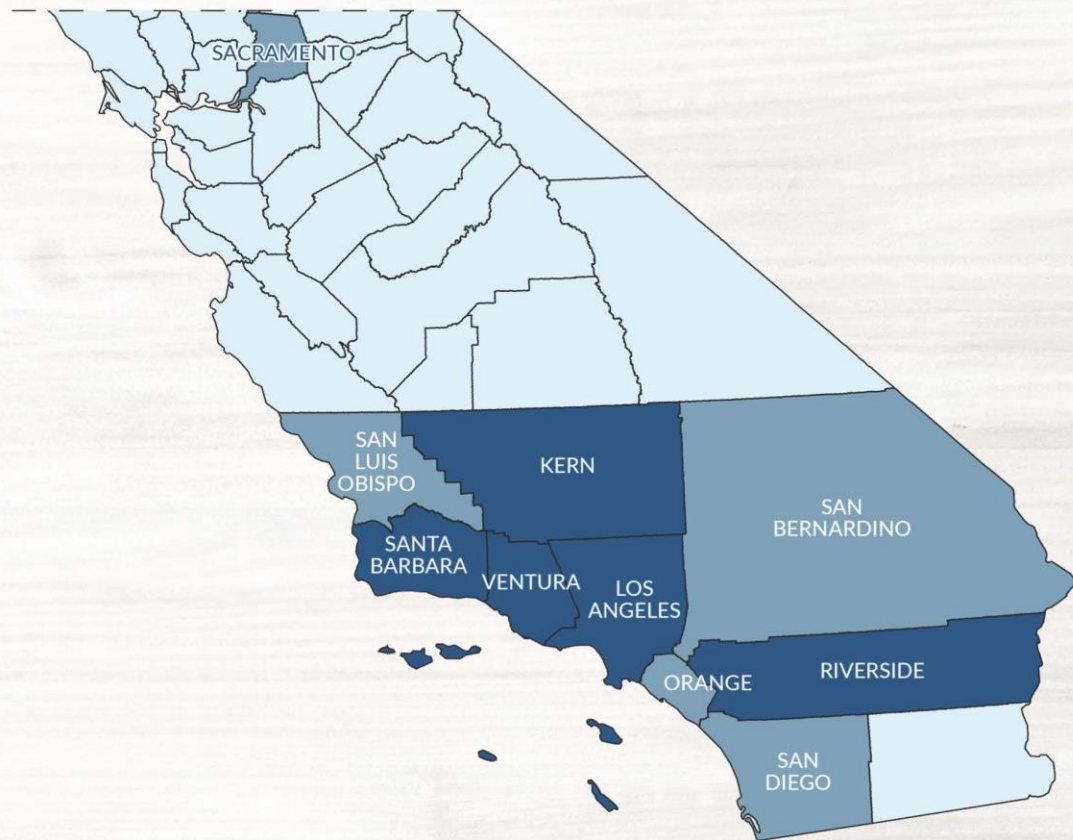 SACRAMENTO
SAN
LUIS
OBISPO
KERN
SAN
BERNARDINO
SANTA
BARBARA
VENTURA
LOS
ANGELES
ORANGE
RIVERSIDE
SAN
DIEGO